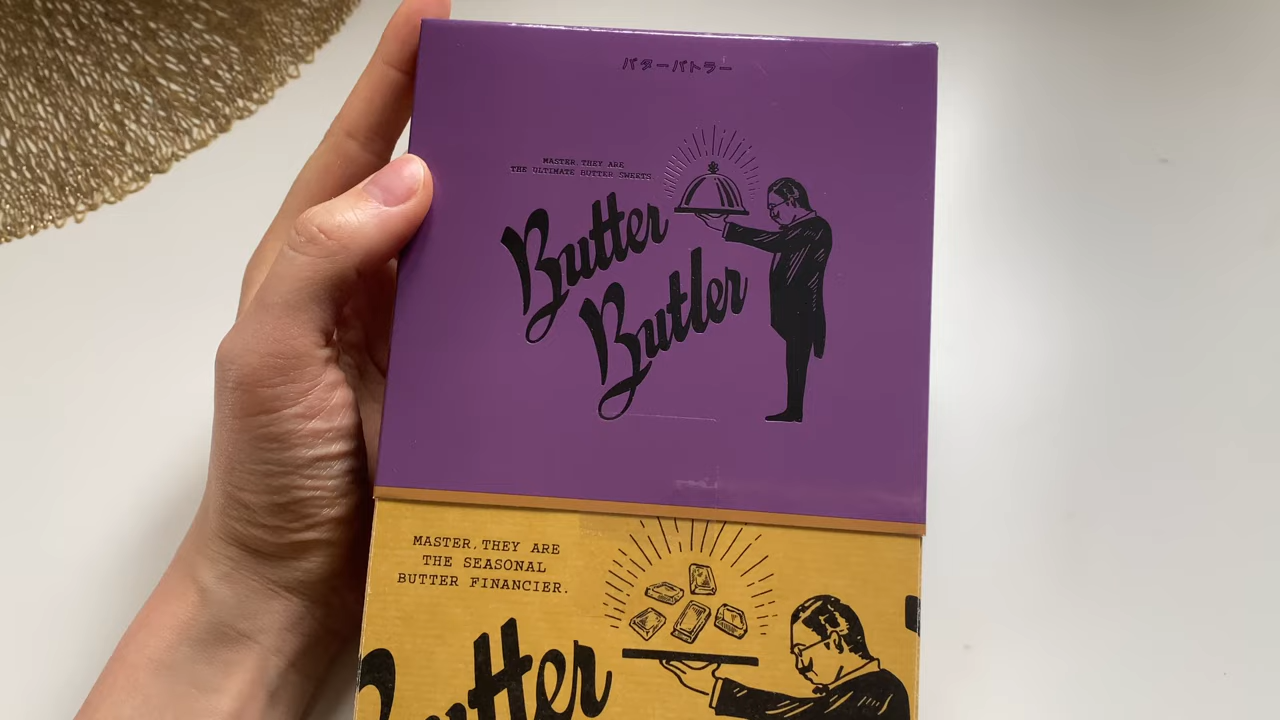 バターバトラー
MASTER, THEY ARE
THE ULTIMATE BUTTER SWEETS
Butter
Butler
MASTER, THEY ARE
THE SEASONAL
BUTTER FINANCIER.
Butter